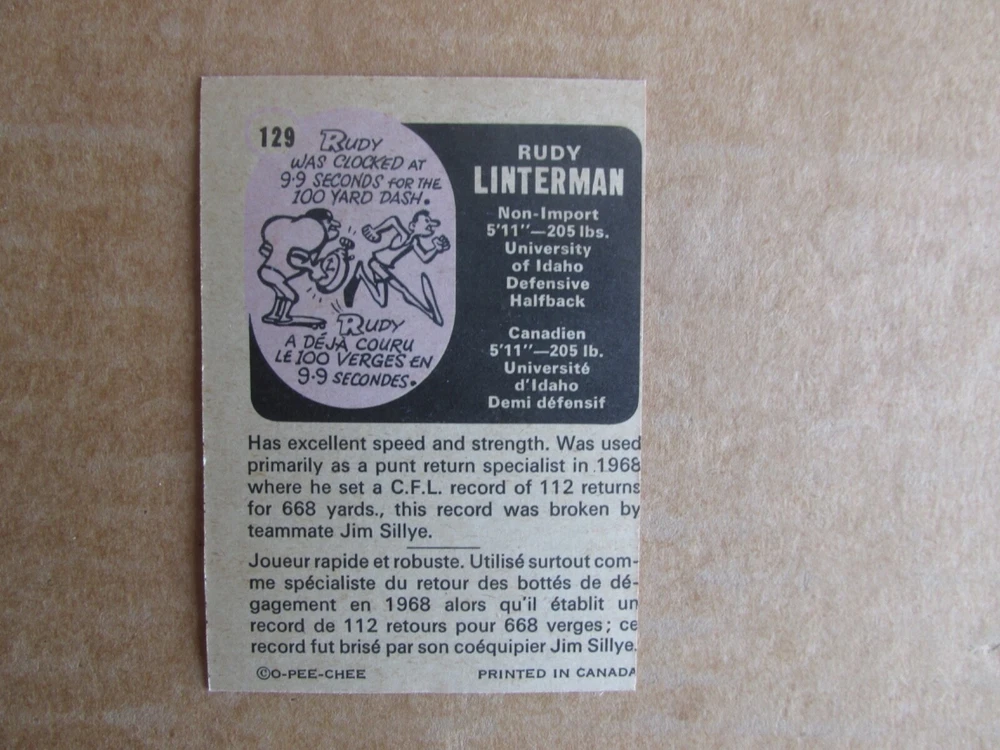 129
RUDY
WAS CLOCKED AT
9.9 SECONDS FOR THE
100 YARD DASH.
RUDY
A DÉJÀ COURU
LE 100 VERGES EN
9.9 SECONDES.
RUDY
LINTERMAN
Non-Import
5'11"—205 lbs.
University
of Idaho
Defensive
Halfback
Canadien
5'11"—205 lb.
Université
d'Idaho
Demi défensif
Has excellent speed and strength. Was used
primarily as a punt return specialist in 1968
where he set a C.F.L. record of 112 returns
for 668 yards., this record was broken by
teammate Jim Sillye.
Joueur rapide et robuste. Utilisé surtout com-
me spécialiste du retour des bottés de dé-
gagement en 1968 alors qu'il établit un
record de 112 retours pour 668 verges; ce
record fut brisé par son coéquipier Jim Sillye.
©O-PEE-CHEE PRINTED IN CANADA